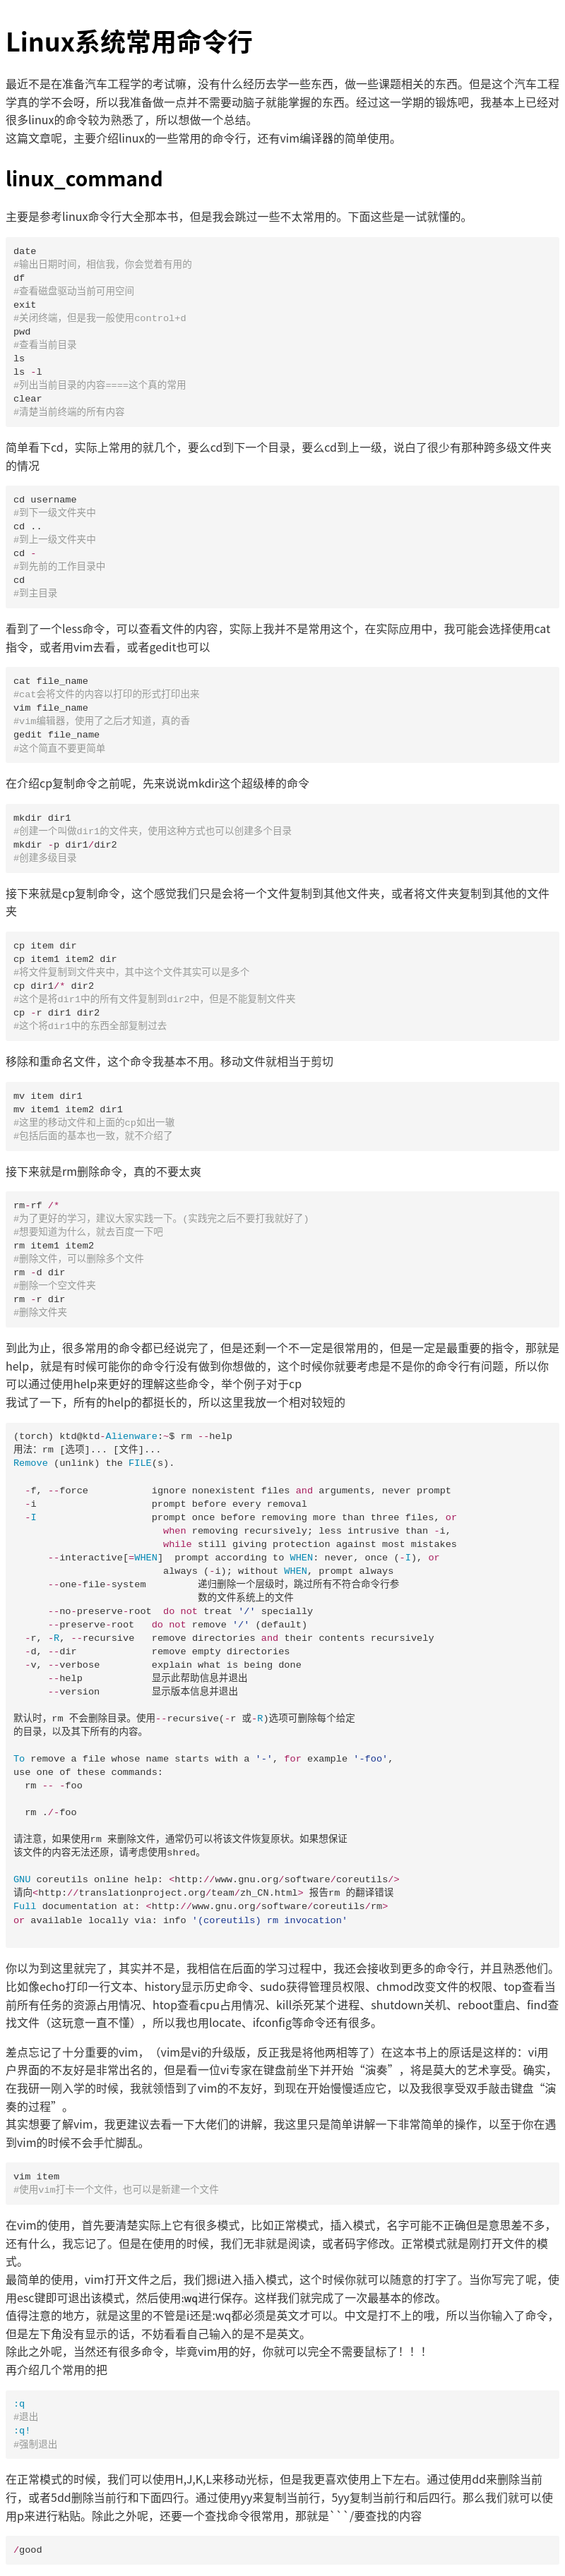 Linux系统常用命令行
最近不是在准备汽车工程学的考试嘛，没有什么经历去学一些东西，做一些课题相关的东西。但是这个汽车工程
学真的学不会呀，所以我准备做一点并不需要动脑子就能掌握的东西。经过这一学期的锻炼吧，我基本上已经对
很多linux的命令较为熟悉了，所以想做一个总结。
这篇文章呢，主要介绍linux的一些常用的命令行，还有vim编译器的简单使用。
linux_command
主要是参考linux命令行大全那本书，但是我会跳过一些不太常用的。下面这些是一试就懂的。
date
#输出日期时间，相信我，你会觉着有用的
df
#查看磁盘驱动当前可用空间
exit
#关闭终端，但是我一般使用control+d
pwd
#查看当前目录
ls
ls -l
#列出当前目录的内容====这个真的常用
clear
#清楚当前终端的所有内容
简单看下cd，实际上常用的就几个，要么cd到下一个目录，要么cd到上一级，说白了很少有那种跨多级文件夹
的情况
cd username
#到下一级文件夹中
cd ..
#到上一级文件夹中
cd -
#到先前的工作目录中
cd
#到主目录
看到了一个less命令，可以查看文件的内容，实际上我并不是常用这个，在实际应用中，我可能会选择使用cat
指令，或者用vim去看，或者gedit也可以
cat file_name
#cat会将文件的内容以打印的形式打印出来
vim file_name
#vim编辑器，使用了之后才知道，真的香
gedit file_name
#这个简直不要更简单
在介绍cp复制命令之前呢，先来说说mkdir这个超级棒的命令
mkdir dir1
#创建一个叫做dir1的文件夹，使用这种方式也可以创建多个目录
mkdir -p dir1/dir2
#创建多级目录
接下来就是cp复制命令，这个感觉我们只是会将一个文件复制到其他文件夹，或者将文件夹复制到其他的文件
夹
cp item dir
cp item1 item2 dir
#将文件复制到文件夹中，其中这个文件其实可以是多个
cp dir1/* dir2
#这个是将dir1中的所有文件复制到dir2中，但是不能复制文件夹
cp -r dir1 dir2
#这个将dir1中的东西全部复制过去
移除和重命名文件，这个命令我基本不用。移动文件就相当于剪切
mv item dir1
mv item1 item2 dir1
#这里的移动文件和上面的cp如出一辙
#包括后面的基本也一致，就不介绍了
接下来就是rm删除命令，真的不要太爽
rm-rf /*
#为了更好的学习，建议大家实践一下。(实践完之后不要打我就好了)
#想要知道为什么，就去百度一下吧
rm item1 item2
#删除文件，可以删除多个文件
rm -d dir
#删除一个空文件夹
rm -r dir
#删除文件夹
到此为止，很多常用的命令都已经说完了，但是还剩一个不一定是很常用的，但是一定是最重要的指令，那就是
help，就是有时候可能你的命令行没有做到你想做的，这个时候你就要考虑是不是你的命令行有问题，所以你
可以通过使用help来更好的理解这些命令，举个例子对于cp
我试了一下，所有的help的都挺长的，所以这里我放一个相对较短的
(torch) ktd@ktd-Alienware:~$ rm --help
用法：rm [选项]... [文件]...
Remove (unlink) the FILE(s).
-f, --force ignore nonexistent files and arguments, never prompt
-i prompt before every removal
-I prompt once before removing more than three files, or
when removing recursively; less intrusive than -i,
while still giving protection against most mistakes
--interactive[=WHEN] prompt according to WHEN: never, once (-I), or
always (-i); without WHEN, prompt always
--one-file-system 递归删除一个层级时，跳过所有不符合命令行参
数的文件系统上的文件
--no-preserve-root do not treat '/' specially
--preserve-root do not remove '/' (default)
-r, -R, --recursive remove directories and their contents recursively
-d, --dir remove empty directories
-v, --verbose explain what is being done
--help 显示此帮助信息并退出
--version 显示版本信息并退出
默认时，rm 不会删除目录。使用--recursive(-r 或-R)选项可删除每个给定
的目录，以及其下所有的内容。
To remove a file whose name starts with a '-', for example '-foo',
use one of these commands:
rm -- -foo
rm ./-foo
请注意，如果使用rm 来删除文件，通常仍可以将该文件恢复原状。如果想保证
该文件的内容无法还原，请考虑使用shred。
GNU coreutils online help: <http://www.gnu.org/software/coreutils/>
请向<http://translationproject.org/team/zh_CN.html> 报告rm 的翻译错误
Full documentation at: <http://www.gnu.org/software/coreutils/rm>
or available locally via: info '(coreutils) rm invocation'
你以为到这里就完了，其实并不是，我相信在后面的学习过程中，我还会接收到更多的命令行，并且熟悉他们。
比如像echo打印一行文本、history显示历史命令、sudo获得管理员权限、chmod改变文件的权限、top查看当
前所有任务的资源占用情况、htop查看cpu占用情况、kill杀死某个进程、shutdown关机、reboot重启、find查
找文件（这玩意一直不懂），所以我也用locate、ifconfig等命令还有很多。
差点忘记了十分重要的vim，（vim是vi的升级版，反正我是将他两相等了）在这本书上的原话是这样的：vi用
户界面的不友好是非常出名的，但是看一位vi专家在键盘前坐下并开始“演奏”，将是莫大的艺术享受。确实，
在我研一刚入学的时候，我就领悟到了vim的不友好，到现在开始慢慢适应它，以及我很享受双手敲击键盘“演
奏的过程”。
其实想要了解vim，我更建议去看一下大佬们的讲解，我这里只是简单讲解一下非常简单的操作，以至于你在遇
到vim的时候不会手忙脚乱。
vim item
#使用vim打卡一个文件，也可以是新建一个文件
在vim的使用，首先要清楚实际上它有很多模式，比如正常模式，插入模式，名字可能不正确但是意思差不多，
还有什么，我忘记了。但是在使用的时候，我们无非就是阅读，或者码字修改。正常模式就是刚打开文件的模
式。
最简单的使用，vim打开文件之后，我们摁i进入插入模式，这个时候你就可以随意的打字了。当你写完了呢，使
用esc键即可退出该模式，然后使用:wq进行保存。这样我们就完成了一次最基本的修改。
值得注意的地方，就是这里的不管是i还是:wq都必须是英文才可以。中文是打不上的哦，所以当你输入了命令，
但是左下角没有显示的话，不妨看看自己输入的是不是英文。
除此之外呢，当然还有很多命令，毕竟vim用的好，你就可以完全不需要鼠标了！！！
再介绍几个常用的把
:q
#退出
:q!
#强制退出
在正常模式的时候，我们可以使用H,J,K,L来移动光标，但是我更喜欢使用上下左右。通过使用dd来删除当前
行，或者5dd删除当前行和下面四行。通过使用yy来复制当前行，5yy复制当前行和后四行。那么我们就可以使
用p来进行粘贴。除此之外呢，还要一个查找命令很常用，那就是```/要查找的内容
/good